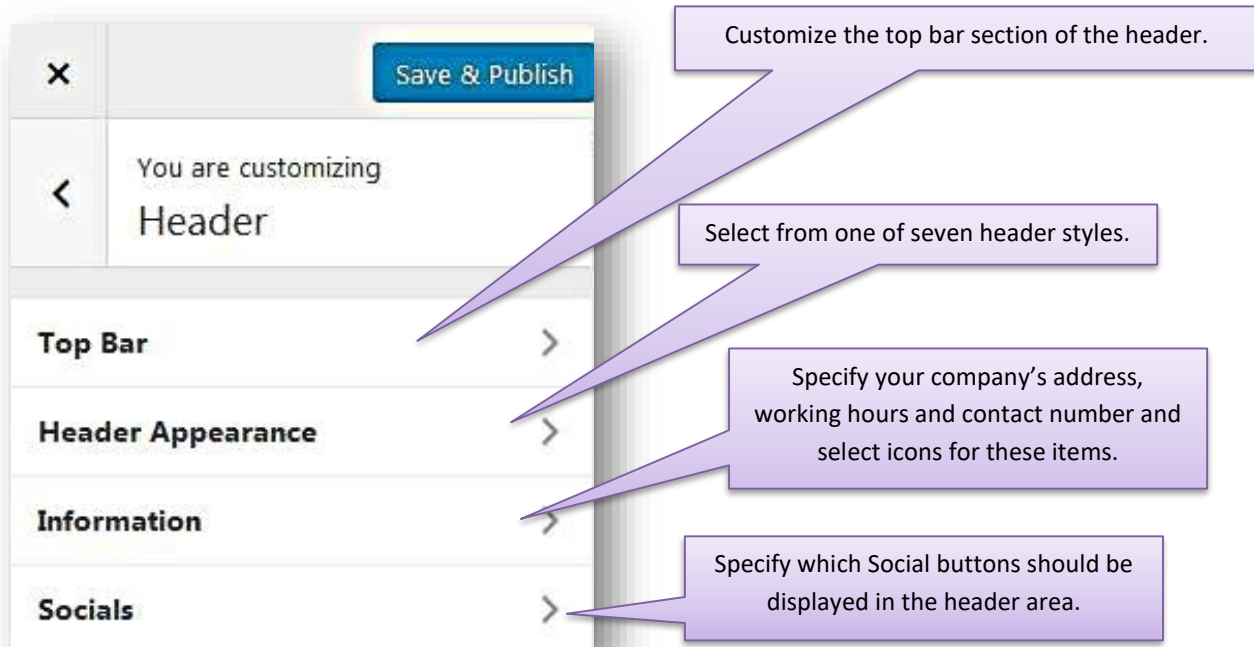 Customize the top bar section of the header.
Save & Publish
You are customizing
Header
Select from one of seven header styles.
Top Bar
Header Appearance
Specify your company’s address,
working hours and contact number and
select icons for these items.
Information
Specify which Social buttons should be
displayed in the header area.
Socials